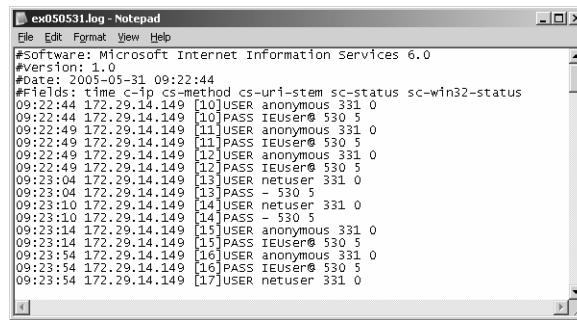 ex050531.log - Notepad
File Edit Format View Help
#Software: Microsoft Internet Information Services 6.0
#Version: 1.0
#Date: 2005-05-31 09:22:44
#Fields: time c-ip cs-method cs-uri-stem sc-status sc-win32-status
09:22:44 172.29.14.149 [10]USER anonymous 331 0
09:22:44 172.29.14.149 [10]PASS IEUser@ 530 5
09:22:49 172.29.14.149 [11]USER anonymous 331 0
09:22:49 172.29.14.149 [11]PASS IEUser@ 530 5
09:22:49 172.29.14.149 [12]USER anonymous 331 0
09:22:49 172.29.14.149 [12]PASS IEUser@ 530 5
09:23:04 172.29.14.149 [13]USER netuser 331 0
09:23:04 172.29.14.149 [13]PASS - 530 5
09:23:10 172.29.14.149 [14]USER netuser 331 0
09:23:10 172.29.14.149 [14]PASS - 530 5
09:23:14 172.29.14.149 [15]USER anonymous 331 0
09:23:14 172.29.14.149 [15]PASS IEUser@ 530 5
09:23:54 172.29.14.149 [16]USER anonymous 331 0
09:23:54 172.29.14.149 [16]PASS IEUser@ 530 5
09:23:54 172.29.14.149 [17]USER netuser 331 0